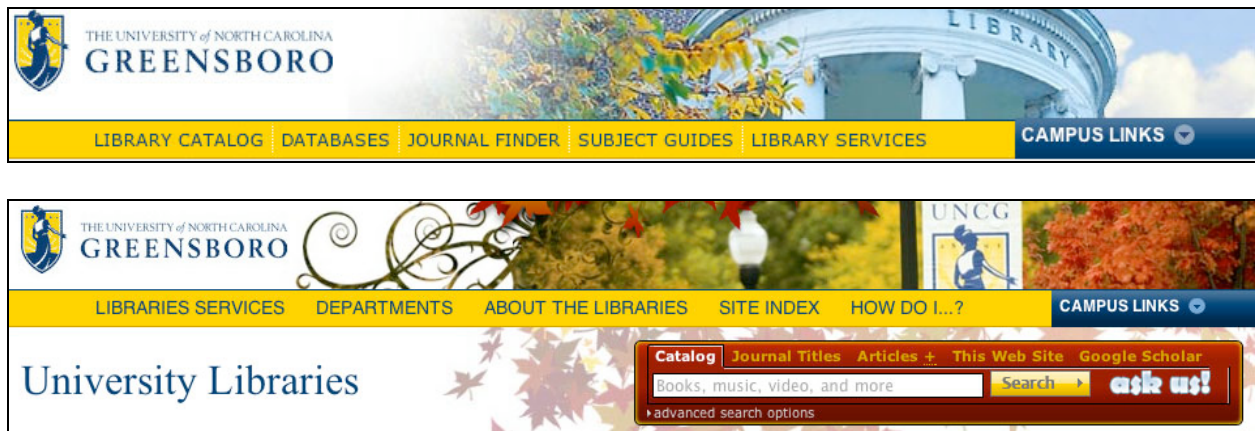 THE UNIVERSITY of NORTH CAROLINA
GREENSBORO
LIBRARY
LIBRARY CATALOG DATABASES JOURNAL FINDER SUBJECT GUIDES LIBRARY SERVICES CAMPUS LINKS
THE UNIVERSITY of NORTH CAROLINA
GREENSBORO
UNCG
LIBRARIES SERVICES DEPARTMENTS ABOUT THE LIBRARIES SITE INDEX HOW DO I...? CAMPUS LINKS
University Libraries
Catalog Journal Titles Articles + This Web Site Google Scholar
Books, music, video, and more Search ask us!
advanced search options